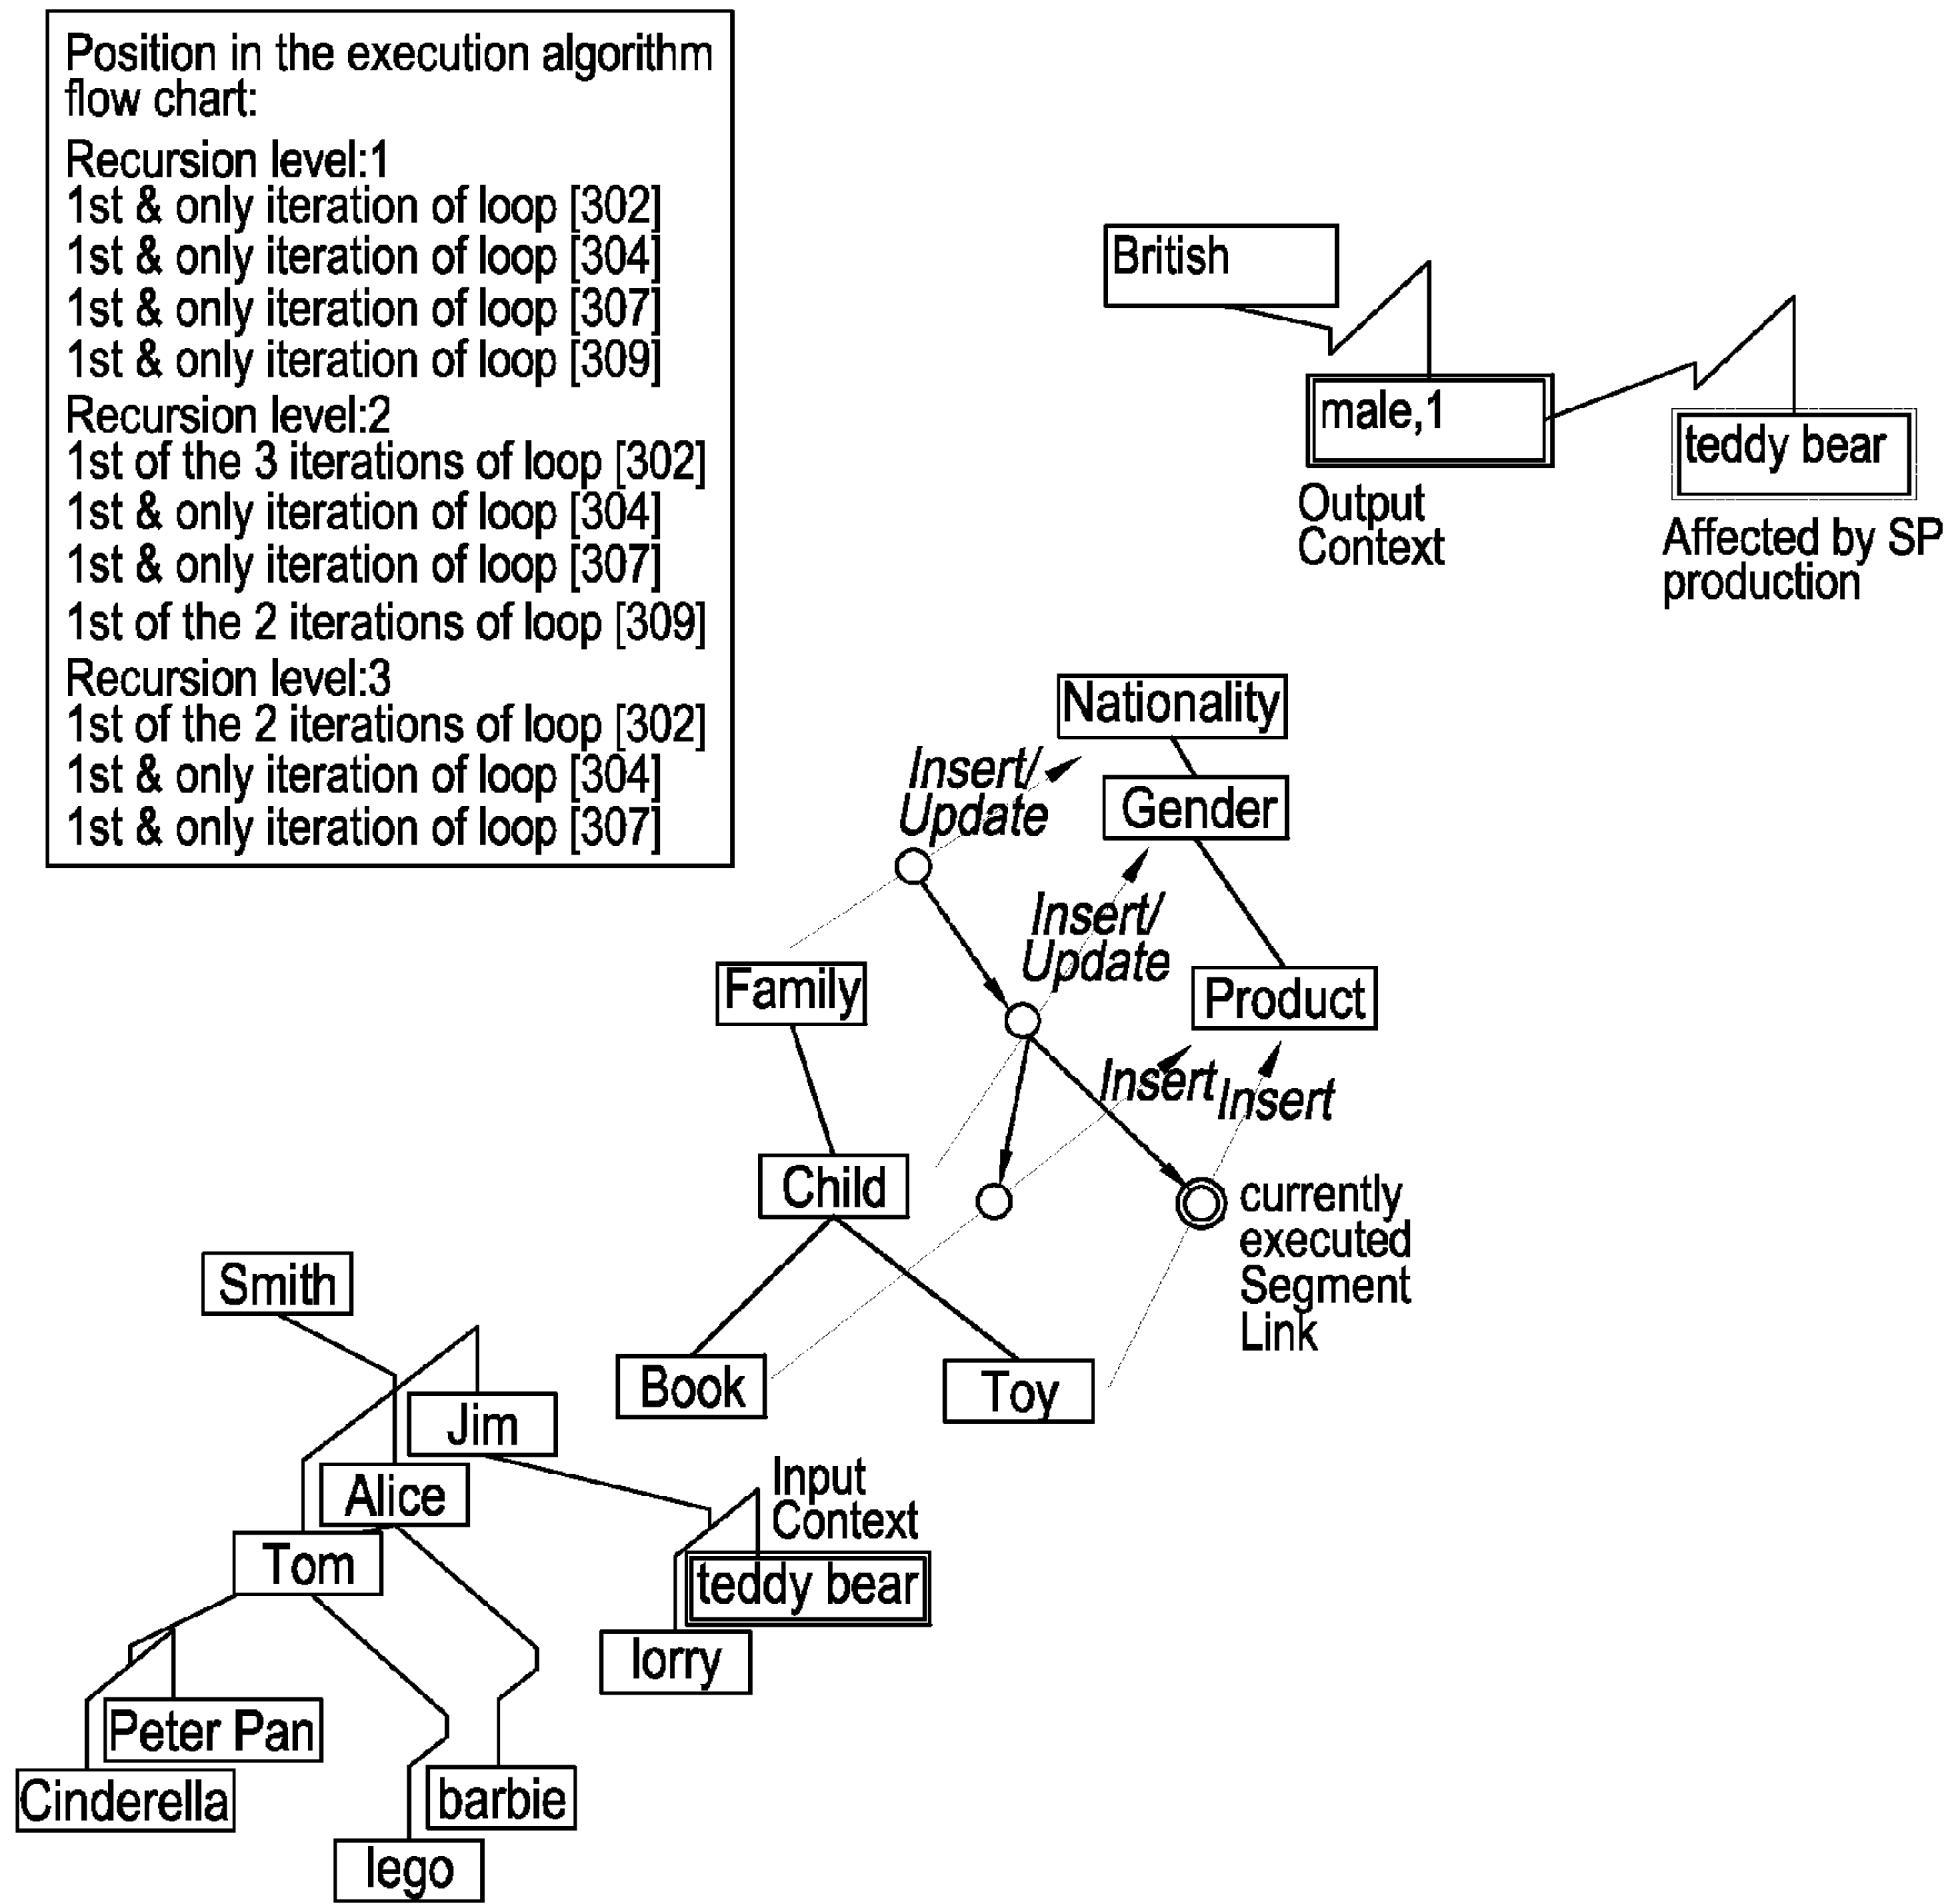 Position in the execution algorithm
flow chart:
Recursion level:1
1st & only iteration of loop [302]
1st & only iteration of loop [304]
1st & only iteration of loop [307]
1st & only iteration of loop [309]
Recursion level:2
1st of the 3 iterations of loop [302]
1st & only iteration of loop [304]
1st & only iteration of loop [307]
1st of the 2 iterations of loop [309]
Recursion level:3
1st of the 2 iterations of loop [302]
1st & only iteration of loop [304]
1st & only iteration of loop [307]
British
male,1
Output
Context
teddy bear
Affected by SP
production
Nationality
Insert/
Update
Gender
Insert/
Update
Family
Product
Insert
Insert
Child
currently
executed
Segment
Link
Book
Toy
Smith
Jim
Alice
Tom
Input
Context
teddy bear
lorry
Peter Pan
Cinderella
barbie
lego